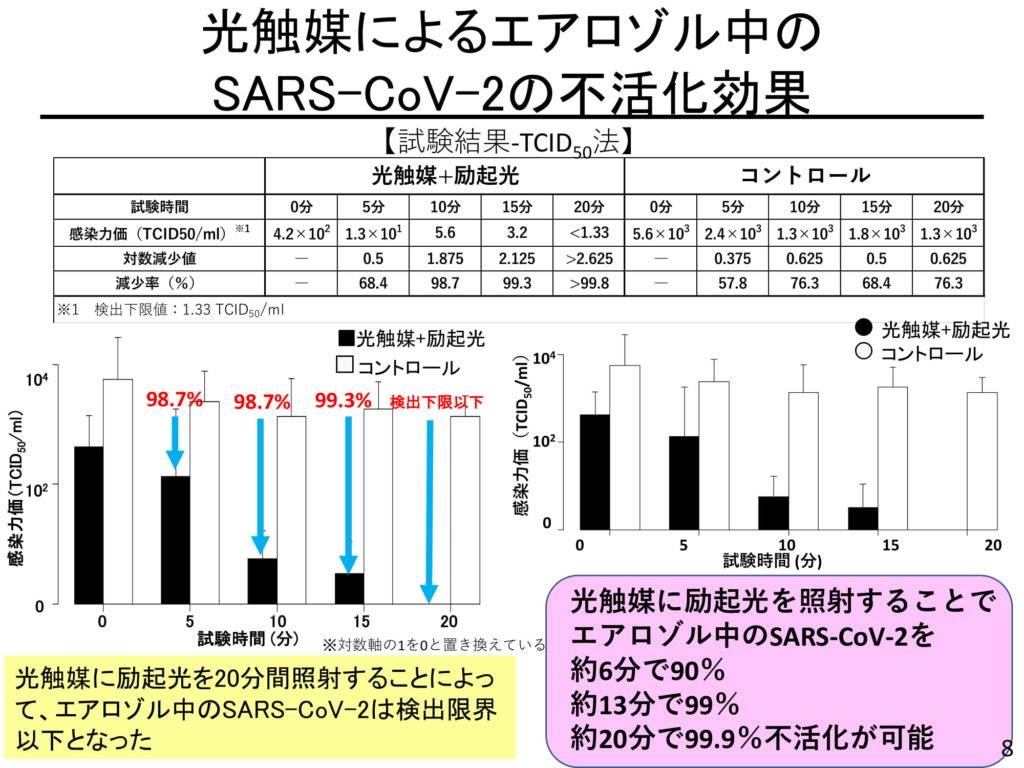 光触媒によるエアロゾル中の
SARS-CoV-2の不活化効果
【試験結果-TCID50法】
光触媒+励起光 コントロール
試験時間 0分 5分 10分 15分 20分 0分 5分 10分 15分 20分
感染力価（TCID50/ml）※1 4.2×10² 1.3×10¹ 5.6 3.2 <1.33 5.6×10³ 2.4×10³ 1.3×10³ 1.8×10³ 1.3×10³
対数減少値 — 0.5 1.875 2.125 >2.625 — 0.375 0.625 0.5 0.625
減少率（%） — 68.4 98.7 99.3 >99.8 — 57.8 76.3 68.4 76.3
※1 検出下限値：1.33 TCID50/ml
光触媒+励起光
コントロール
98.7% 98.7% 99.3% 検出下限以下
感染力価（TCID50/ml）
10⁴
10²
0
0 5 10 15 20
試験時間（分）
※対数軸の1を0と置き換えている
光触媒+励起光
コントロール
感染力価（TCID50/ml）
10⁴
10²
0
0 5 10 15 20
試験時間 (分)
光触媒に励起光を20分間照射することによっ
て、エアロゾル中のSARS-CoV-2は検出限界
以下となった
光触媒に励起光を照射することで
エアロゾル中のSARS-CoV-2を
約6分で90％
約13分で99％
約20分で99.9％不活化が可能
8